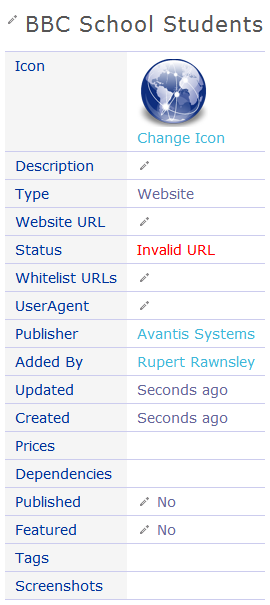 BBC School Students
Icon
Change Icon
Description
Type Website
Website URL
Status Invalid URL
Whitelist URLs
UserAgent
Publisher Avantis Systems
Added By Rupert Rawnsley
Updated Seconds ago
Created Seconds ago
Prices
Dependencies
Published No
Featured No
Tags
Screenshots